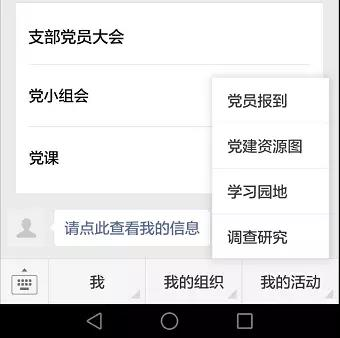 支部党员大会
党小组会
党课
党员报到
党建资源图
学习园地
调查研究
请点此查看我的信息
我
我的组织
我的活动